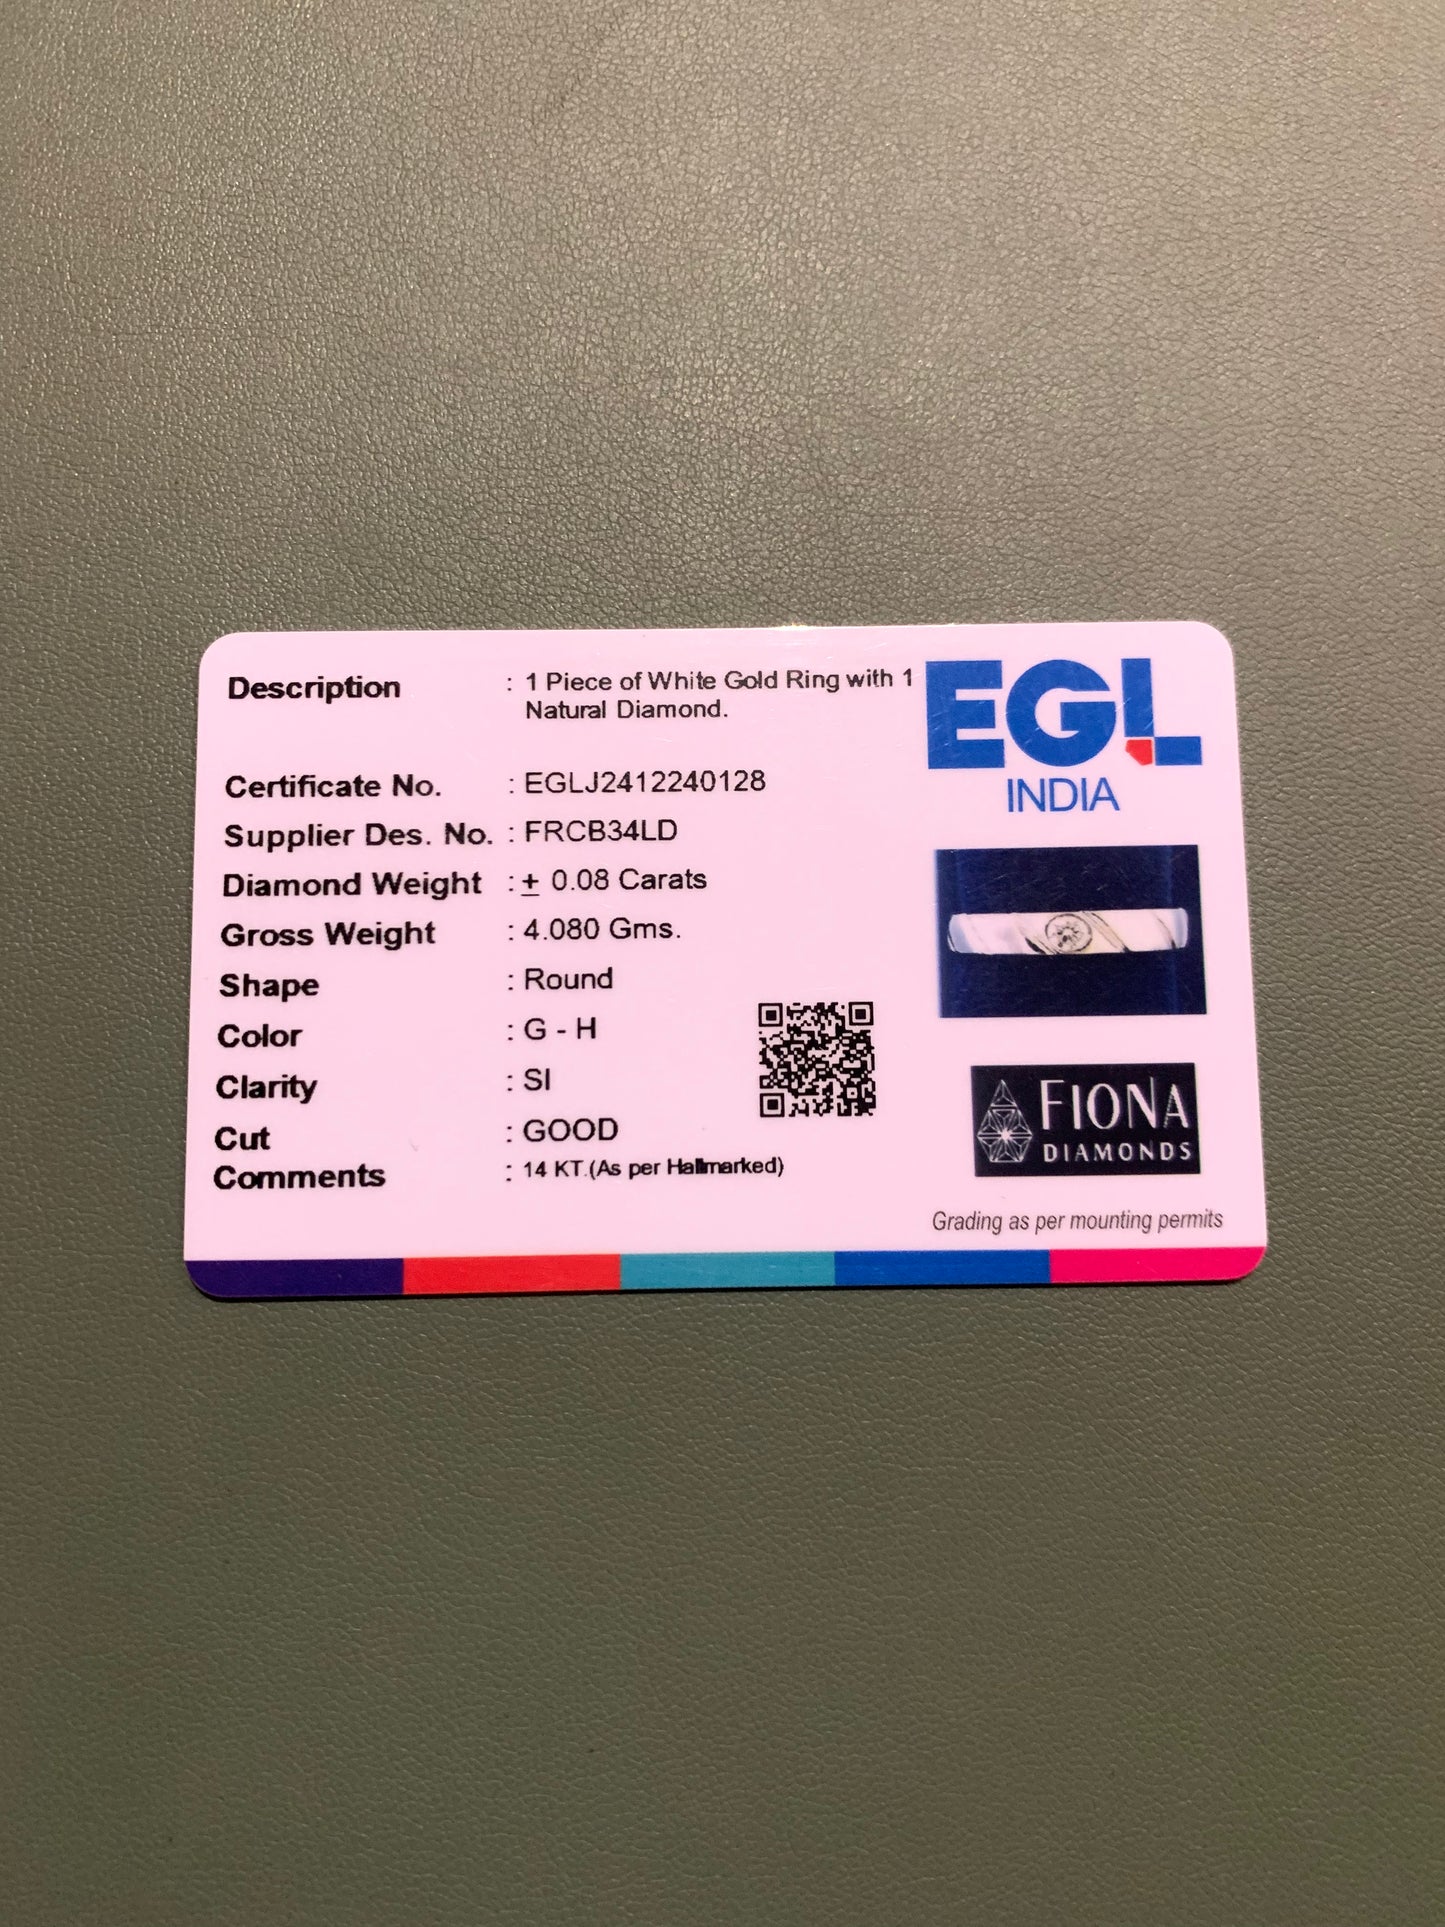 Description : 1 Piece of White Gold Ring with 1
Natural Diamond.
Certificate No. : EGLJ2412240128
Supplier Des. No. : FRCB34LD
Diamond Weight : ± 0.08 Carats
Gross Weight : 4.080 Gms.
Shape : Round
Color : G - H
Clarity : SI
Cut : GOOD
Comments : 14 KT.(As per Hallmarked)
EGL
INDIA
FIONA
DIAMONDS
Grading as per mounting permits